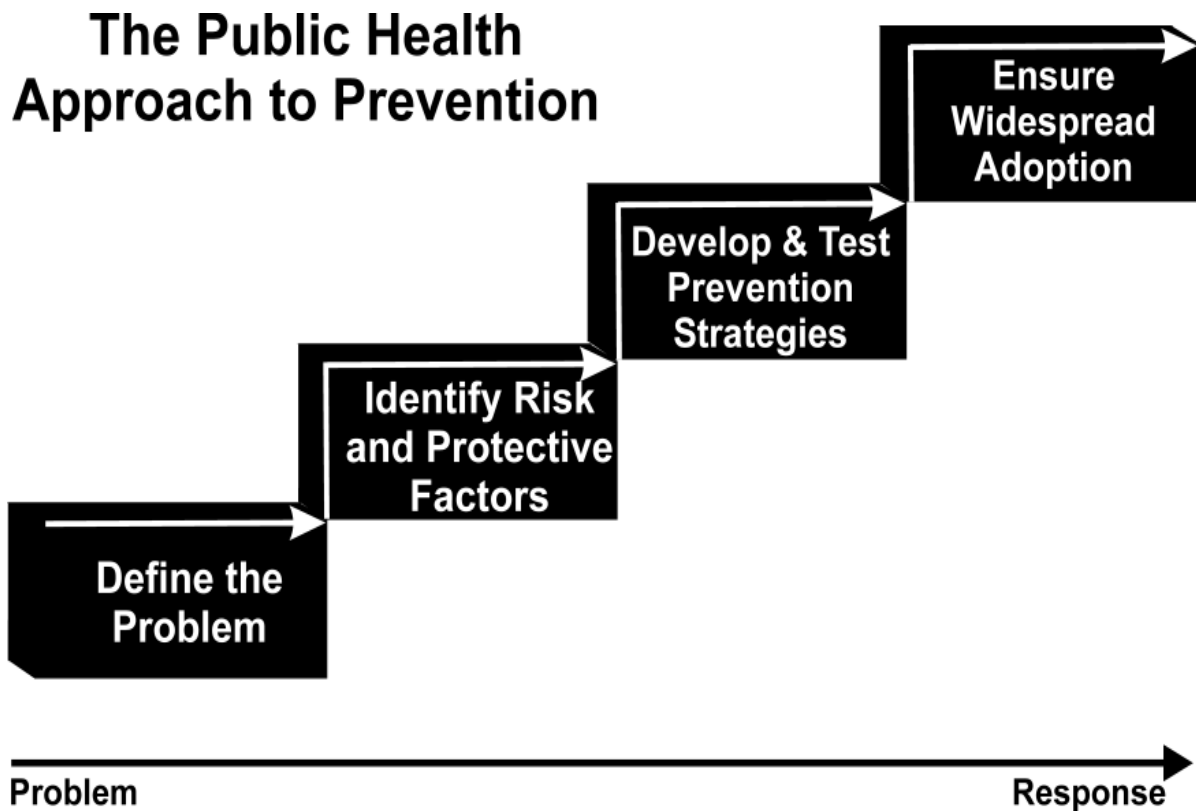 The Public Health
Approach to Prevention
Ensure
Widespread
Adoption
Develop & Test
Prevention
Strategies
Identify Risk
and Protective
Factors
Define the
Problem
Problem
Response